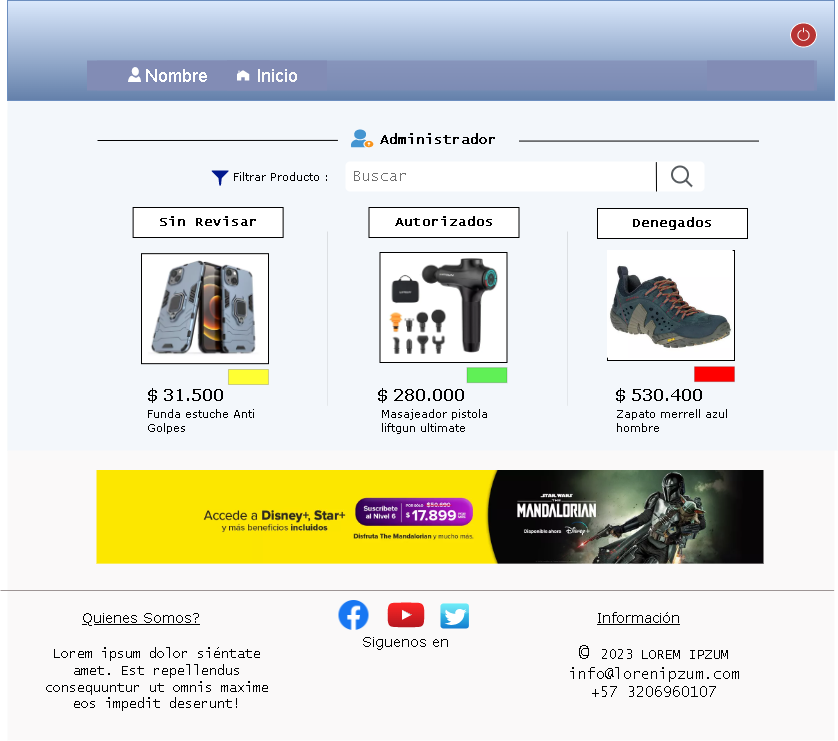 Nombre
Inicio
Administrador
Filtrar Producto :
Buscar
Sin Revisar
Autorizados
Denegados
$ 31.500
Funda estuche Anti
Golpes
$ 280.000
Masajeador pistola
liftgun ultimate
$ 530.400
Zapato merrell azul
hombre
Accede a Disney+, Star+
y más beneficios incluidos
Suscríbete
al Nivel 6
POR SOLO
$17.899 POR MES
Disfruta The Mandalorian y mucho más.
STAR WARS
THE
MANDALORIAN
Disponible ahora Disney+
Quienes Somos?
Lorem ipsum dolor siéntate
amet. Est repellendus
consequuntur ut omnis maxime
eos impedit deserunt!
Siguenos en
Información
© 2023 LOREM IPZUM
info@lorenipzum.com
+57 3206960107